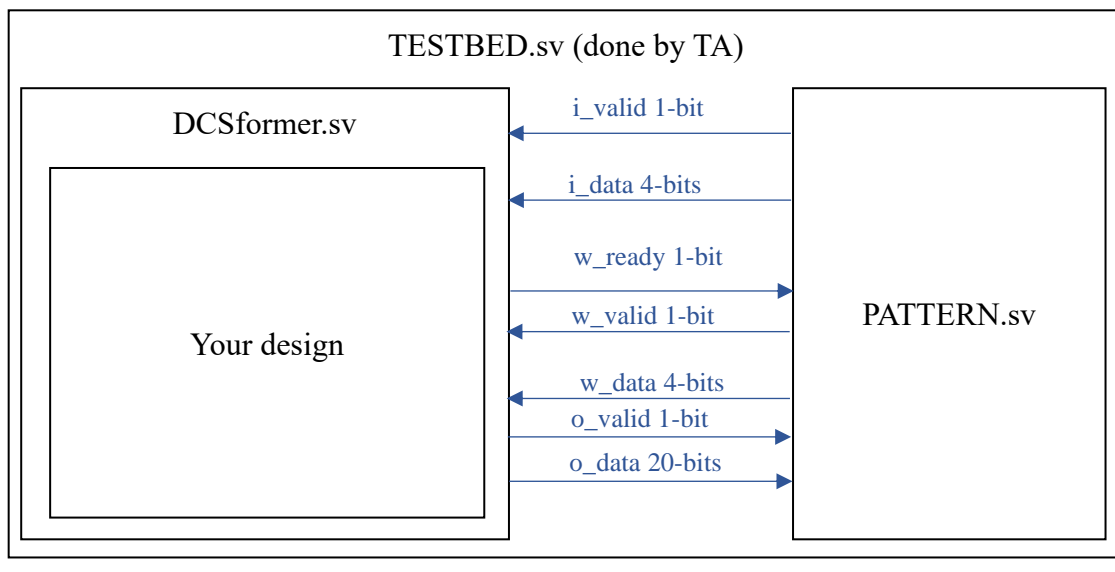 TESTBED.sv (done by TA)
DCSformer.sv
Your design
i_valid 1-bit
i_data 4-bits
w_ready 1-bit
w_valid 1-bit
w_data 4-bits
o_valid 1-bit
o_data 20-bits
PATTERN.sv